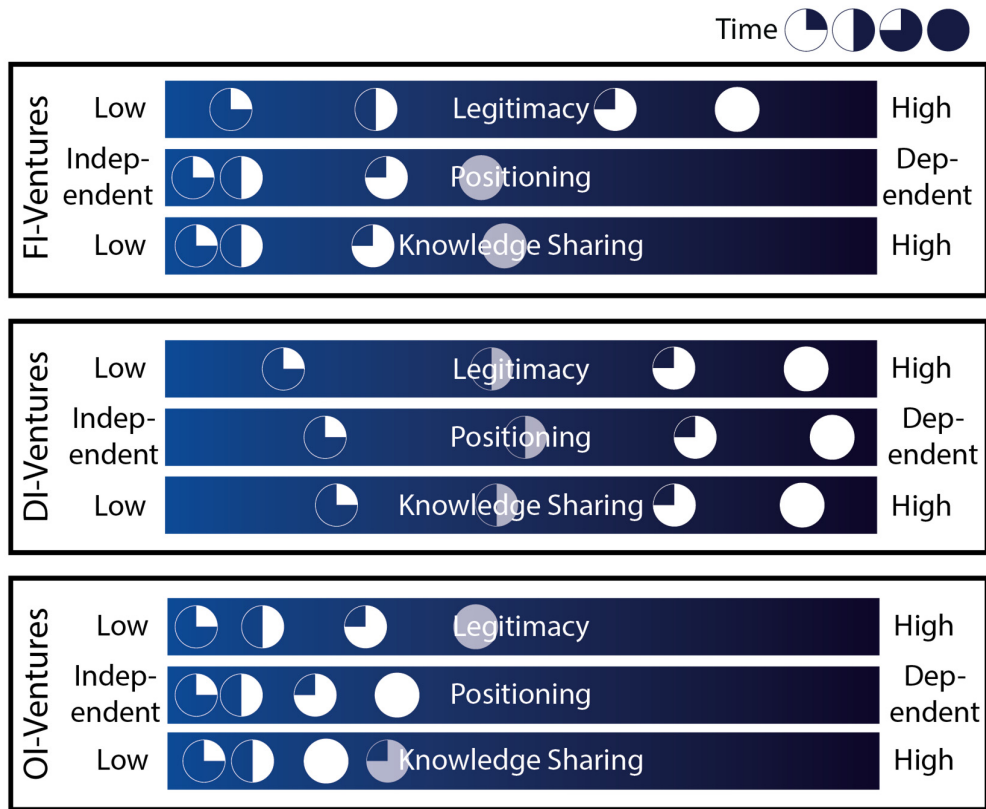 Time
FI-Ventures
Low Legitimacy High
Indep-
endent Positioning Dep-
endent
Low Knowledge Sharing High
DI-Ventures
Low Legitimacy High
Indep-
endent Positioning Dep-
endent
Low Knowledge Sharing High
OI-Ventures
Low Legitimacy High
Indep-
endent Positioning Dep-
endent
Low Knowledge Sharing High